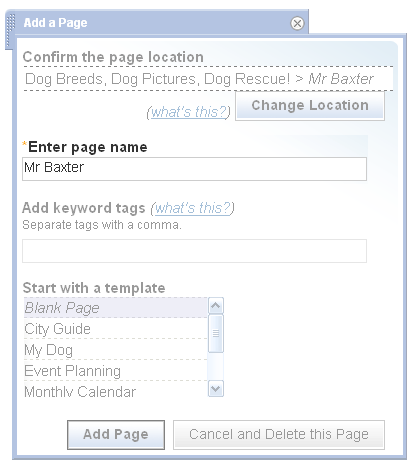 Add a Page
Confirm the page location
Dog Breeds, Dog Pictures, Dog Rescue! > Mr Baxter
(what's this?) Change Location
*Enter page name
Mr Baxter
Add keyword tags (what's this?)
Separate tags with a comma.
Start with a template
Blank Page
City Guide
My Dog
Event Planning
Monthly Calendar
Add Page Cancel and Delete this Page